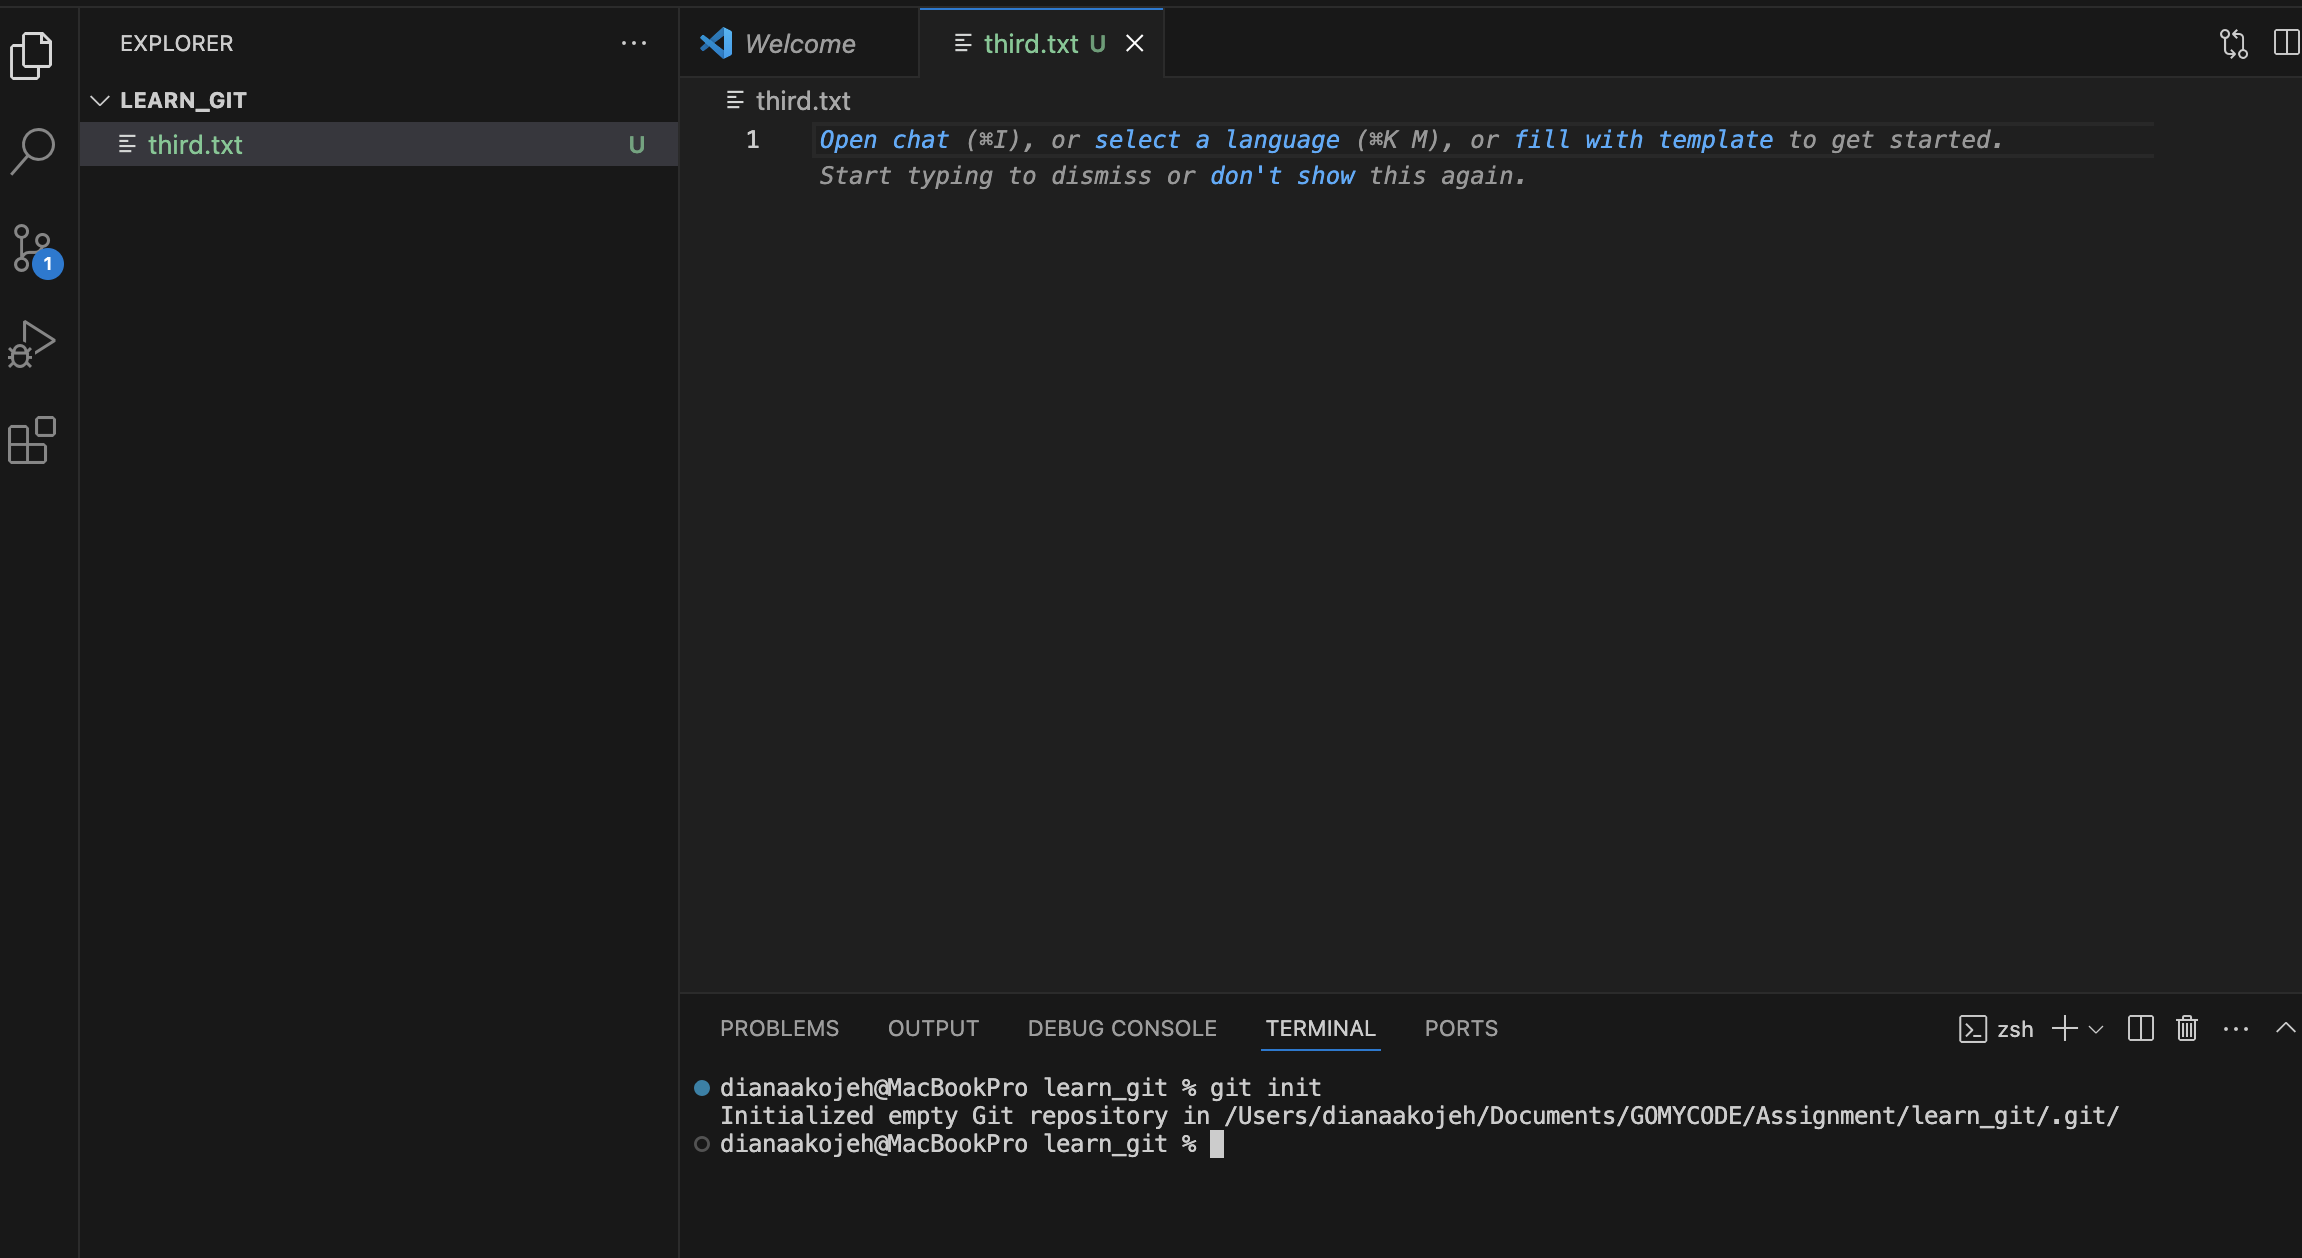 EXPLORER
LEARN_GIT
third.txt U
1
Welcome
third.txt U
third.txt
1 Open chat (⌘I), or select a language (⌘K M), or fill with template to get started.
Start typing to dismiss or don't show this again.
PROBLEMS OUTPUT DEBUG CONSOLE TERMINAL PORTS
zsh
dianaakojeh@MacBookPro learn_git % git init
Initialized empty Git repository in /Users/dianaakojeh/Documents/GOMYCODE/Assignment/learn_git/.git/
dianaakojeh@MacBookPro learn_git %